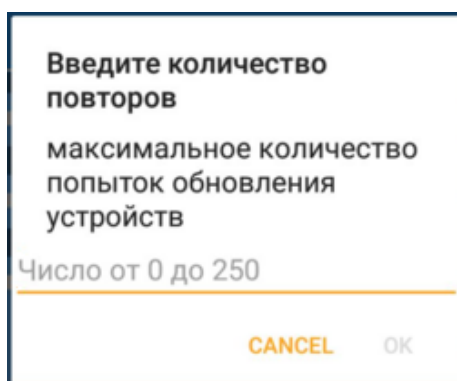 Введите количество
повторов
максимальное количество
попыток обновления
устройств
Число от 0 до 250
CANCEL OK